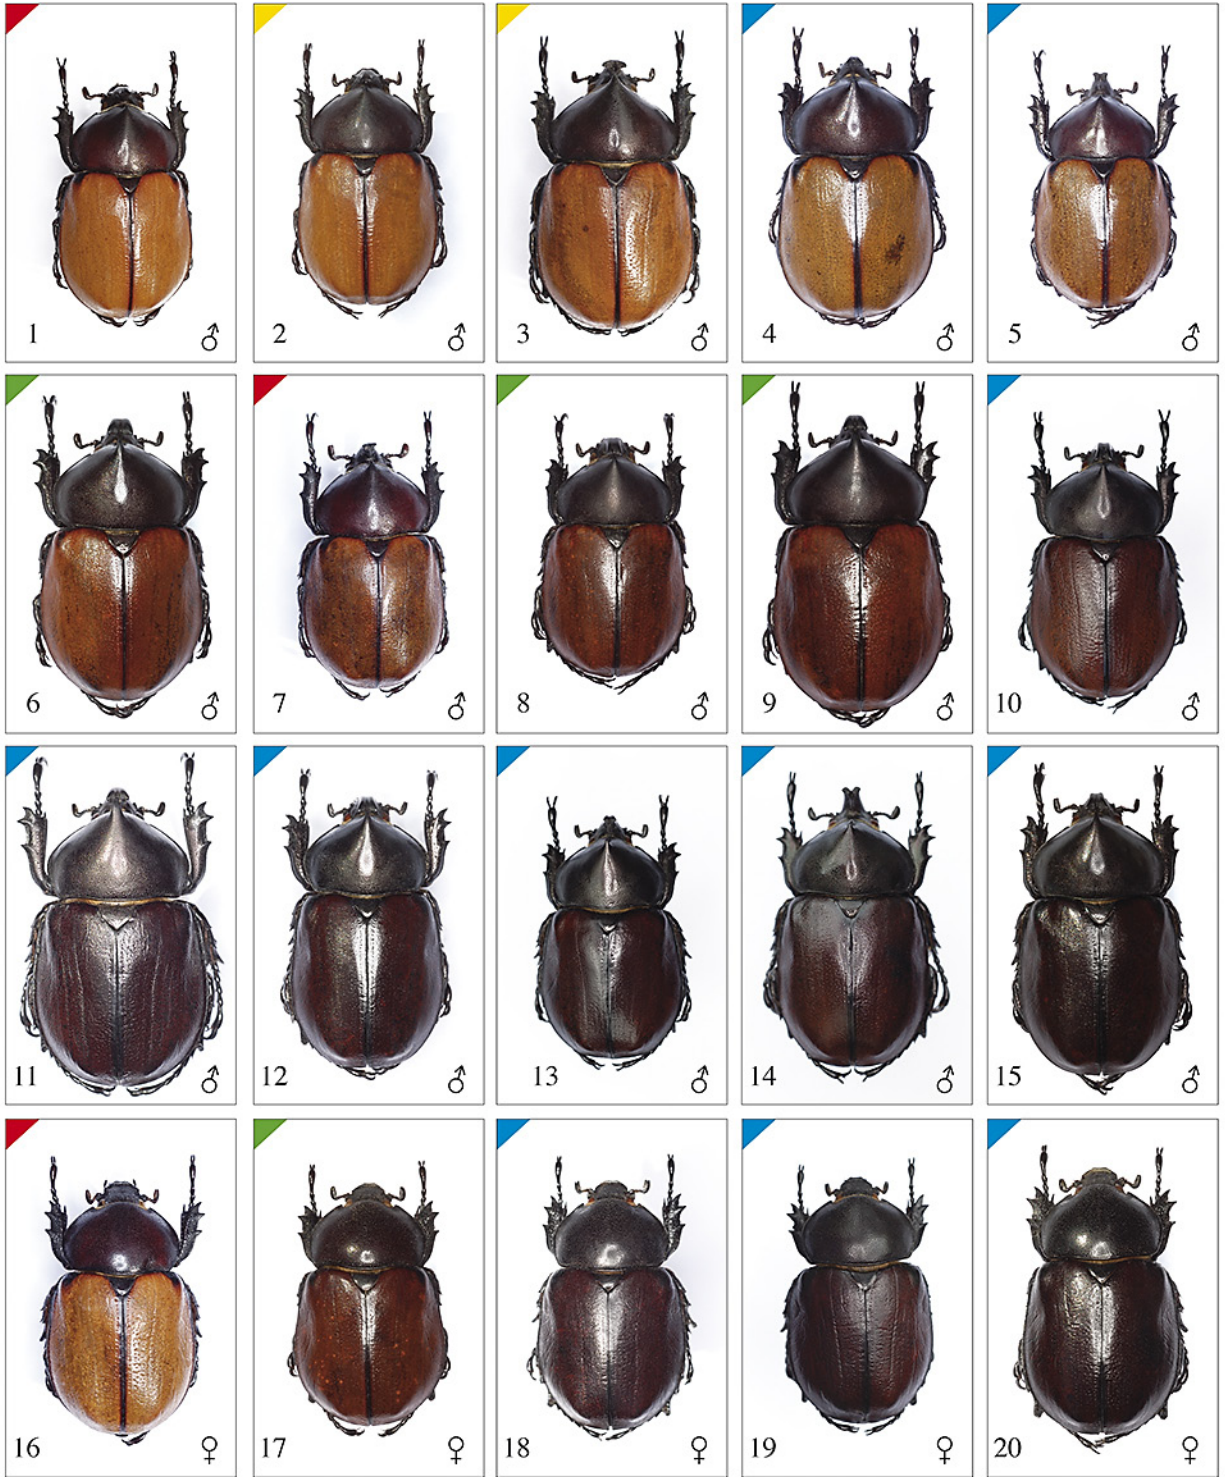 1 ♂ 2 ♂ 3 ♂ 4 ♂ 5 ♂
6 ♂ 7 ♂ 8 ♂ 9 ♂ 10 ♂
11 ♂ 12 ♂ 13 ♂ 14 ♂ 15 ♂
16 ♀ 17 ♀ 18 ♀ 19 ♀ 20 ♀